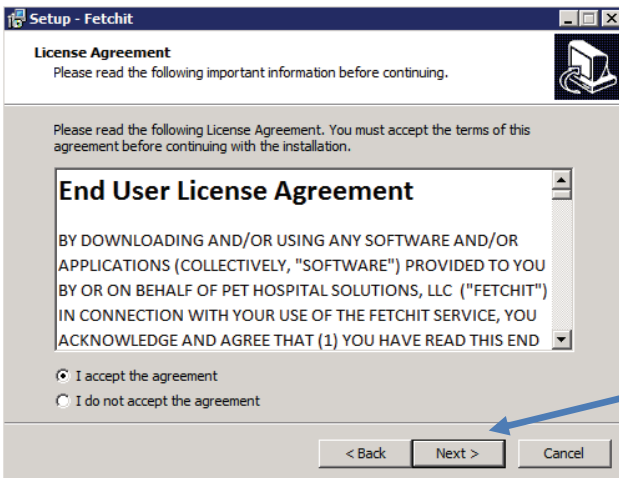 Setup - Fetchit
License Agreement
Please read the following important information before continuing.
Please read the following License Agreement. You must accept the terms of this
agreement before continuing with the installation.
End User License Agreement
BY DOWNLOADING AND/OR USING ANY SOFTWARE AND/OR
APPLICATIONS (COLLECTIVELY, "SOFTWARE") PROVIDED TO YOU
BY OR ON BEHALF OF PET HOSPITAL SOLUTIONS, LLC ("FETCHIT")
IN CONNECTION WITH YOUR USE OF THE FETCHIT SERVICE, YOU
ACKNOWLEDGE AND AGREE THAT (1) YOU HAVE READ THIS END
I accept the agreement
I do not accept the agreement
< Back Next > Cancel